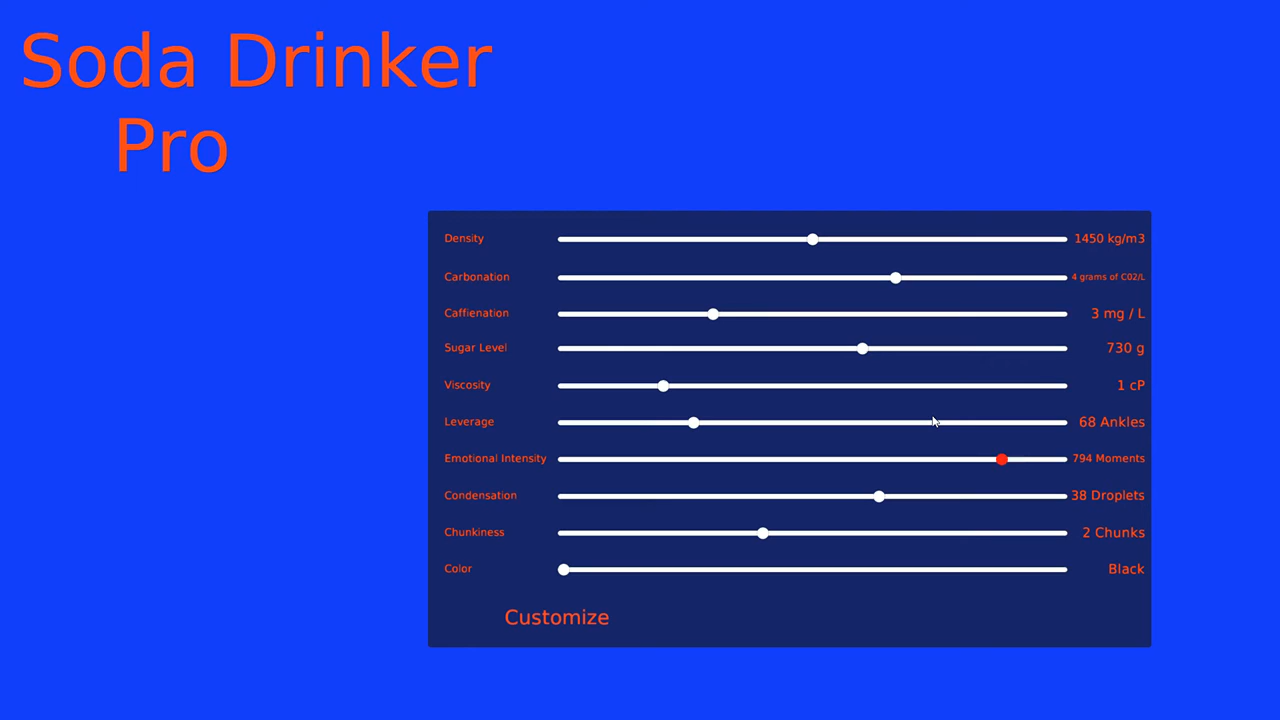 Soda Drinker
Pro
Density 1450 kg/m3
Carbonation 4 grams of C02/L
Caffienation 3 mg / L
Sugar Level 730 g
Viscosity 1 cP
Leverage 68 Ankles
Emotional Intensity 794 Moments
Condensation 38 Droplets
Chunkiness 2 Chunks
Color Black
Customize